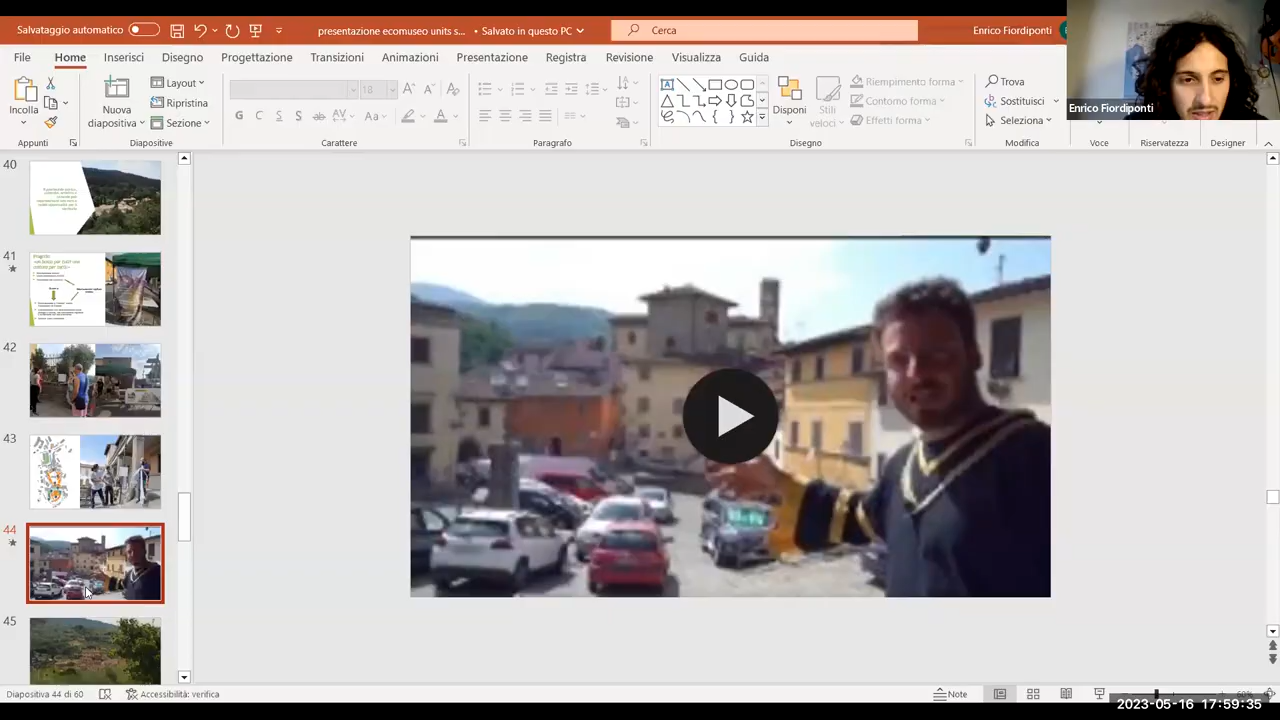 Salvataggio automatico
presentazione ecomuseo units s... • Salvato in questo PC
Cerca
Enrico Fiordiponti
File
Home
Inserisci
Disegno
Progettazione
Transizioni
Animazioni
Presentazione
Registra
Revisione
Visualizza
Guida
Enrico Fiordiponti
Incolla
Nuova
diapositiva
Layout
Ripristina
Sezione
18
Disponi
Stili
veloci
Riempimento forma
Contorno forma
Effetti forma
Trova
Sostituisci
Seleziona
Appunti
Diapositive
Carattere
Paragrafo
Disegno
Modifica
Voce
Riservatezza
Designer
40
41
42
43
44
45
Diapositiva 44 di 60
Accessibilità: verifica
Note
60%
2023-05-16 17:59:35